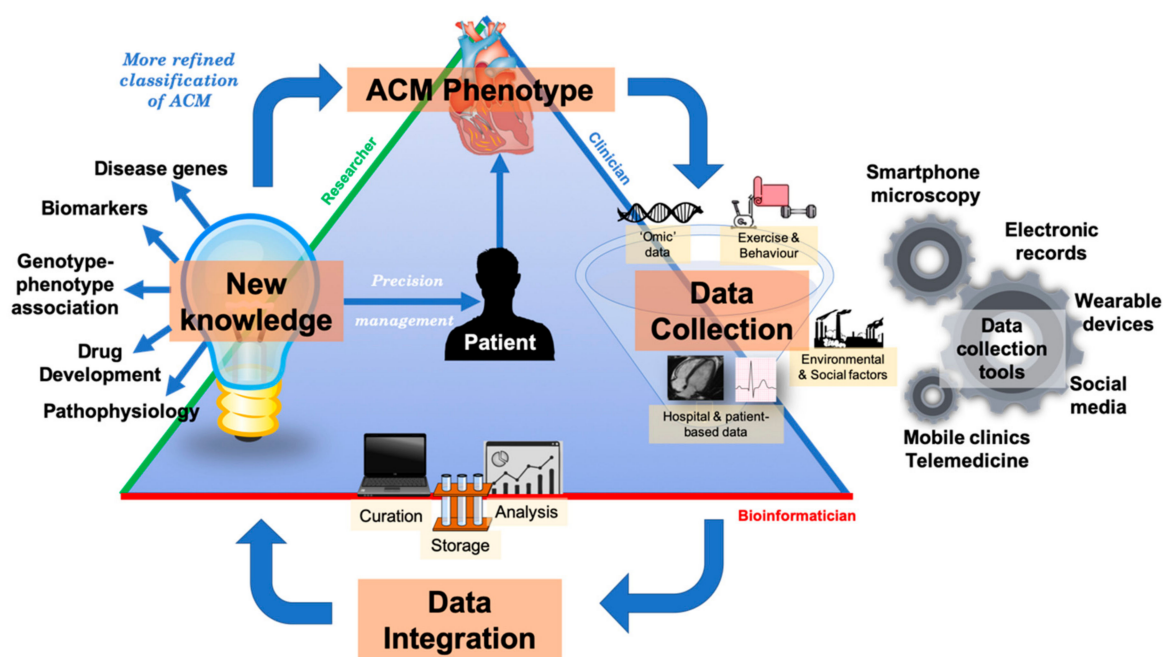 More refined
classification
of ACM
ACM Phenotype
Researcher
Clinician
Disease genes
Biomarkers
Genotype-
phenotype
association
Drug
Development
Pathophysiology
New
knowledge
Precision
management
Patient
'Omic'
data
Exercise &
Behaviour
Data
Collection
Environmental
& Social factors
Hospital & patient-
based data
Smartphone
microscopy
Electronic
records
Wearable
devices
Data
collection
tools
Social
media
Mobile clinics
Telemedicine
Curation
Storage
Analysis
Bioinformatician
Data
Integration